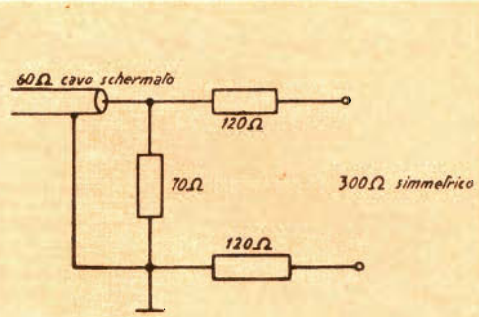 60Ω cavo schermato
120Ω
70Ω
300Ω simmetrico
120Ω